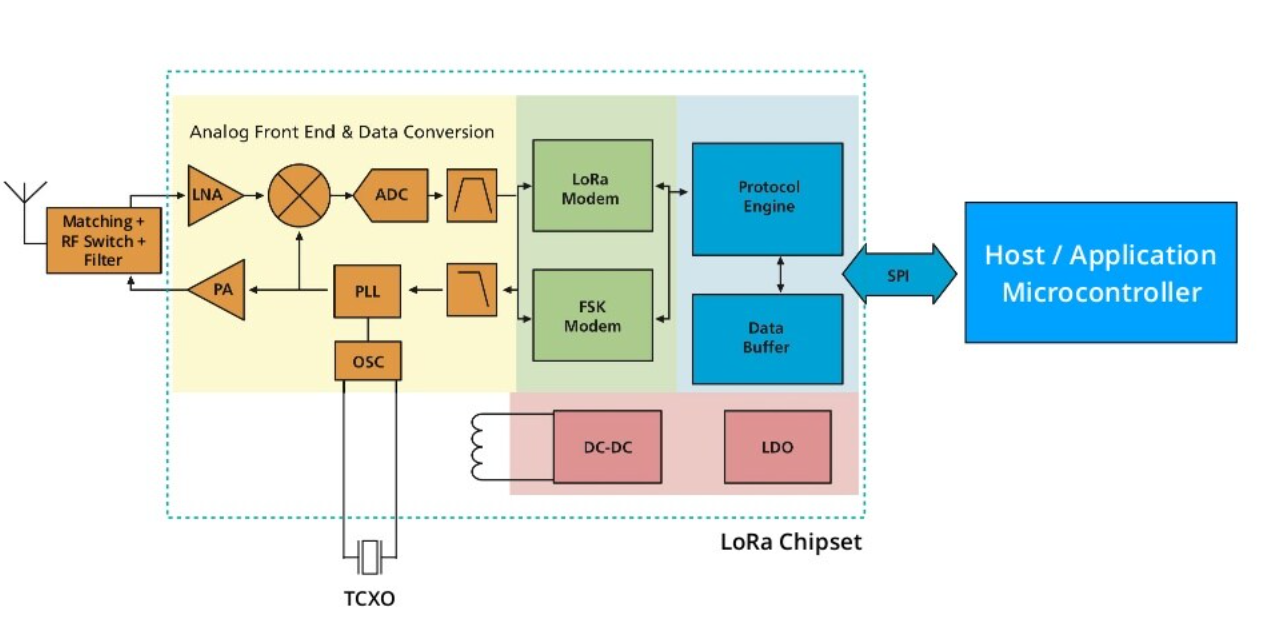 Analog Front End & Data Conversion
LNA
ADC
LoRa
Modem
Protocol
Engine
Matching +
RF Switch +
Filter
PA
PLL
OSC
FSK
Modem
Data
Buffer
SPI
Host / Application
Microcontroller
DC-DC
LDO
LoRa Chipset
TCXO